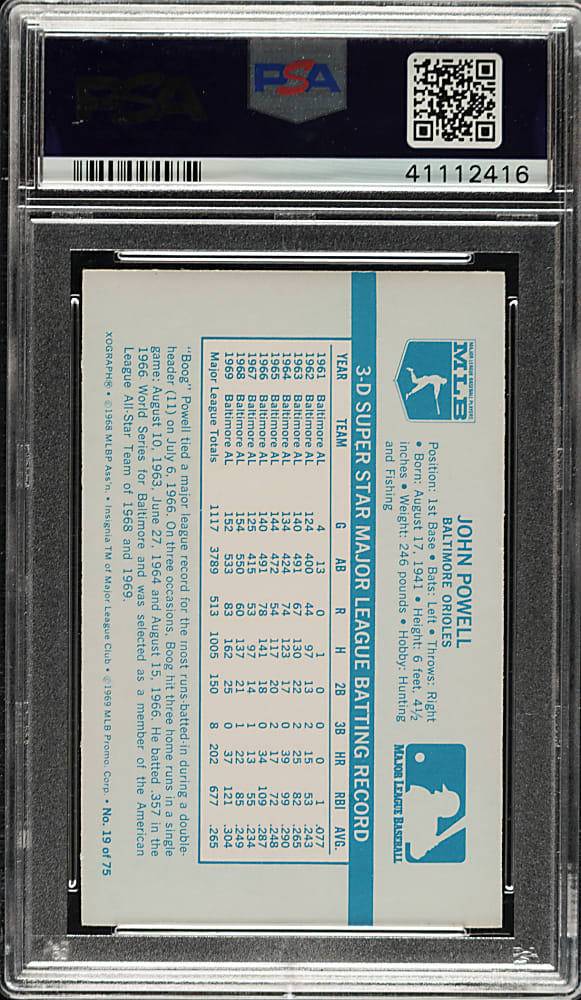 PSA
PSA
41112416
MAJOR LEAGUE BASEBALL PLAYERS
MLB
JOHN POWELL
BALTIMORE ORIOLES
Position: 1st Base • Bats: Left • Throws: Right
• Born: August 17, 1941 • Height: 6 feet, 4½
inches • Weight: 246 pounds • Hobby: Hunting
and Fishing
MAJOR LEAGUE BASEBALL
3-D SUPER STAR MAJOR LEAGUE BATTING RECORD
YEAR TEAM G AB R H 2B 3B HR RBI AVG.
1961 Baltimore AL 4 13 0 1 0 0 0 1 .077
1962 Baltimore AL 124 400 44 97 13 2 15 53 .243
1963 Baltimore AL 140 491 67 130 22 2 25 82 .265
1964 Baltimore AL 134 424 74 123 17 0 39 99 .290
1965 Baltimore AL 144 472 54 117 20 2 17 72 .248
1966 Baltimore AL 140 491 78 141 18 0 34 109 .287
1967 Baltimore AL 125 415 53 97 14 1 13 55 .234
1968 Baltimore AL 154 550 60 137 21 1 22 85 .249
1969 Baltimore AL 152 533 83 162 25 0 37 121 .304
Major League Totals 1117 3789 513 1005 150 8 202 677 .265
"Boog" Powell tied a major league record for the most runs-batted-in during a double-
header (11) on July 6, 1966. On three occasions, Boog hit three home runs in a single
game: August 10, 1963, June 27, 1964 and August 15, 1966. He batted .357 in the
1966 World Series for Baltimore and was selected as a member of the American
League All-Star Team of 1968 and 1969.
XOGRAPH® • ©1968 MLBP Ass'n. • Insignia TM of Major League Club • ©1969 MLB Promo. Corp. • No. 19 of 75